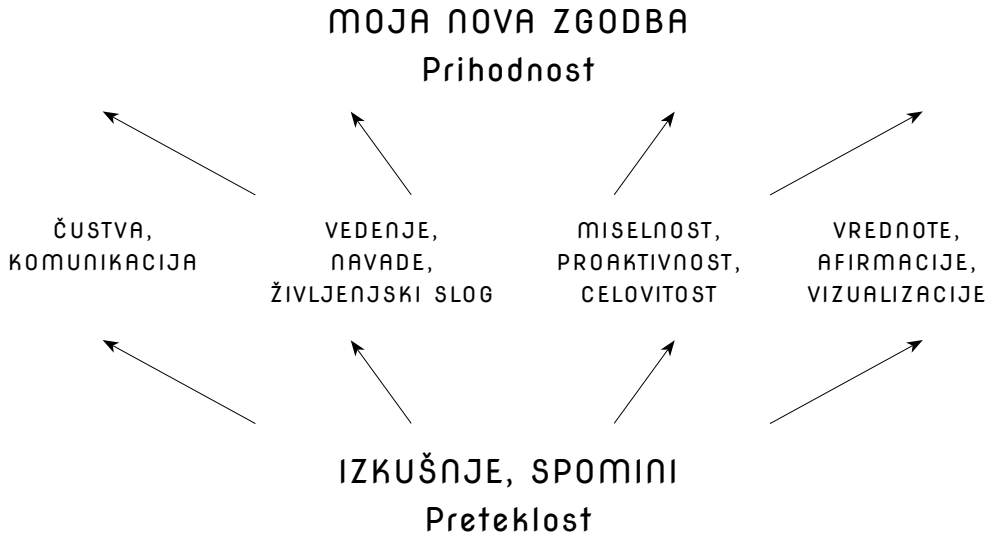 MOJA NOVA ZGODBA
Prihodnost
ČUSTVA,
KOMUNIKACIJA
VEDENJE,
NAVADE,
ŽIVLJENJSKI SLOG
MISELNOST,
PROAKTIVNOST,
CELOVITOST
VREDNOTE,
AFIRMACIJE,
VIZUALIZACIJE
IZKUŠNJE, SPOMINI
Preteklost